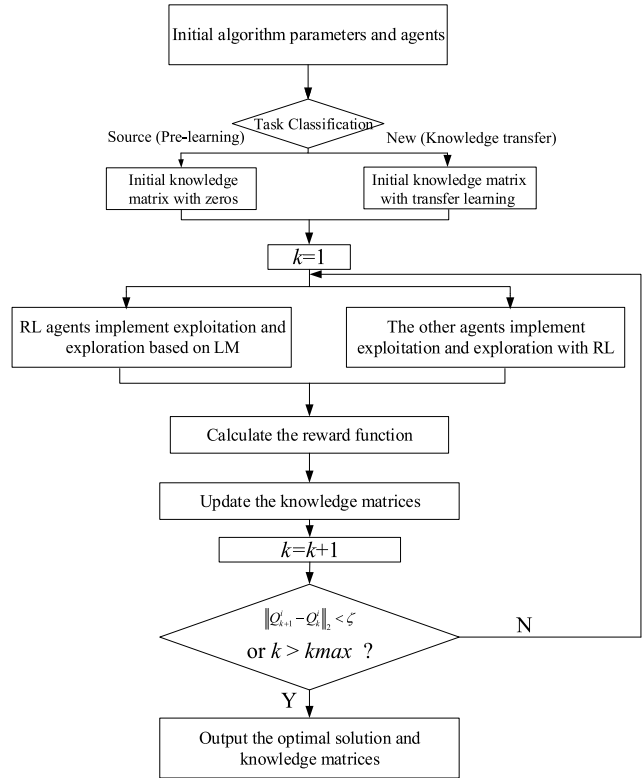 Initial algorithm parameters and agents
Task Classification
Source (Pre-learning)
New (Knowledge transfer)
Initial knowledge
matrix with zeros
Initial knowledge matrix
with transfer learning
k=1
RL agents implement exploitation and
exploration based on LM
The other agents implement
exploitation and exploration with RL
Calculate the reward function
Update the knowledge matrices
k=k+1
‖Qⁱₖ₊₁ − Qⁱₖ‖₂ < ζ
or k > kmax ?
N
Y
Output the optimal solution and
knowledge matrices